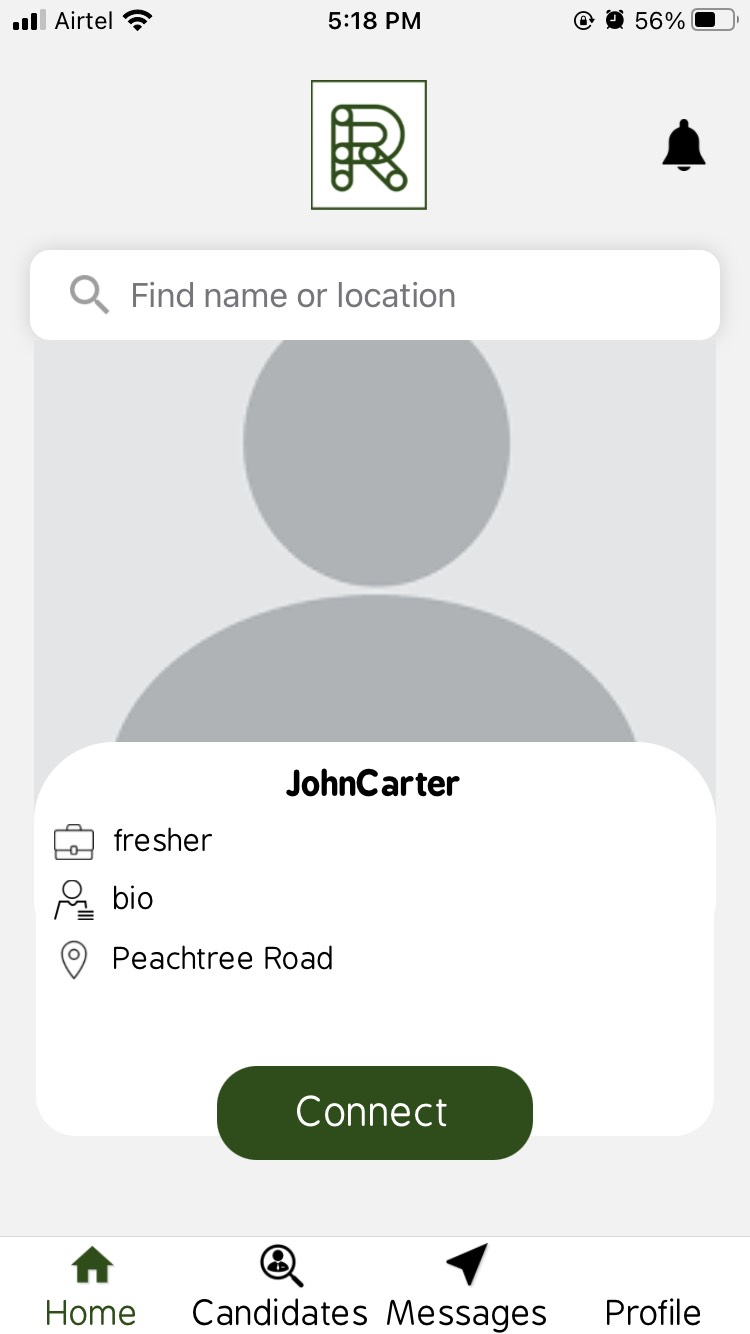 Airtel 5:18 PM 56%
R
Find name or location
JohnCarter
fresher
bio
Peachtree Road
Connect
Home Candidates Messages Profile